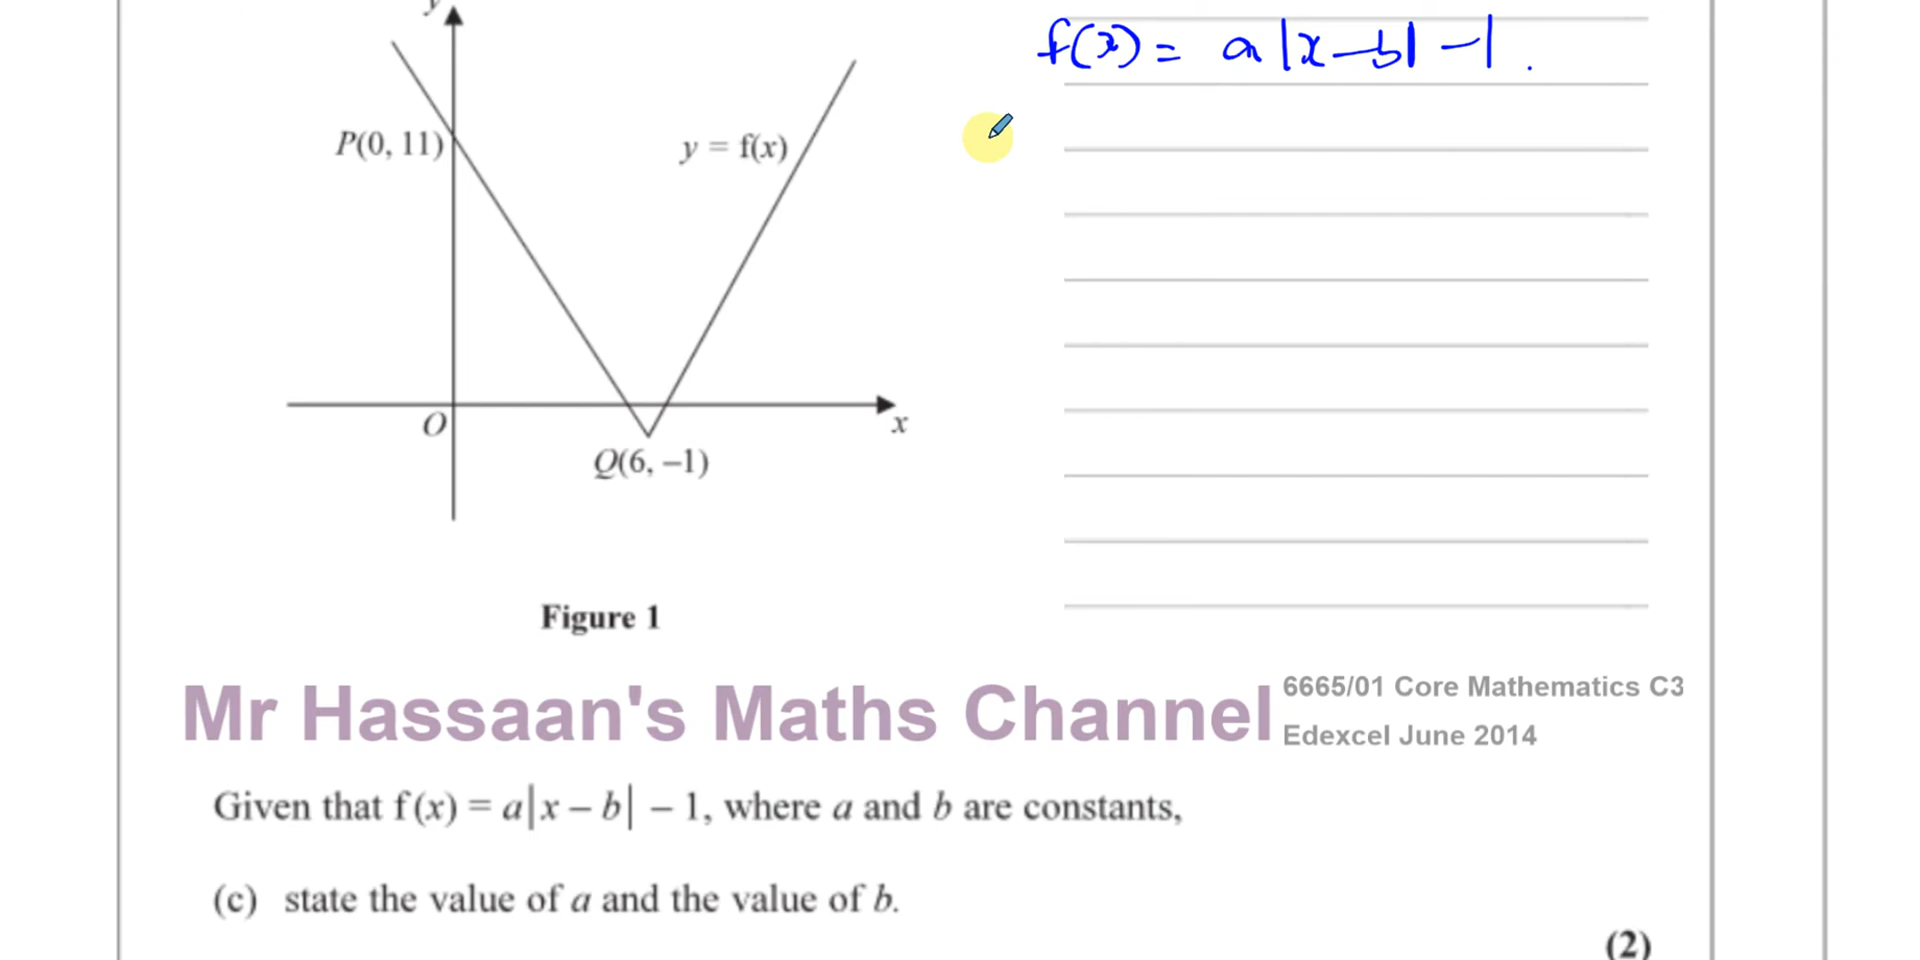 y
f(x) = a|x-b| -1.
P(0, 11)
y = f(x)
O
x
Q(6, −1)
Figure 1
Mr Hassaan's Maths Channel
6665/01 Core Mathematics C3
Edexcel June 2014
Given that f(x) = a|x − b| − 1, where a and b are constants,
(c) state the value of a and the value of b.
(2)